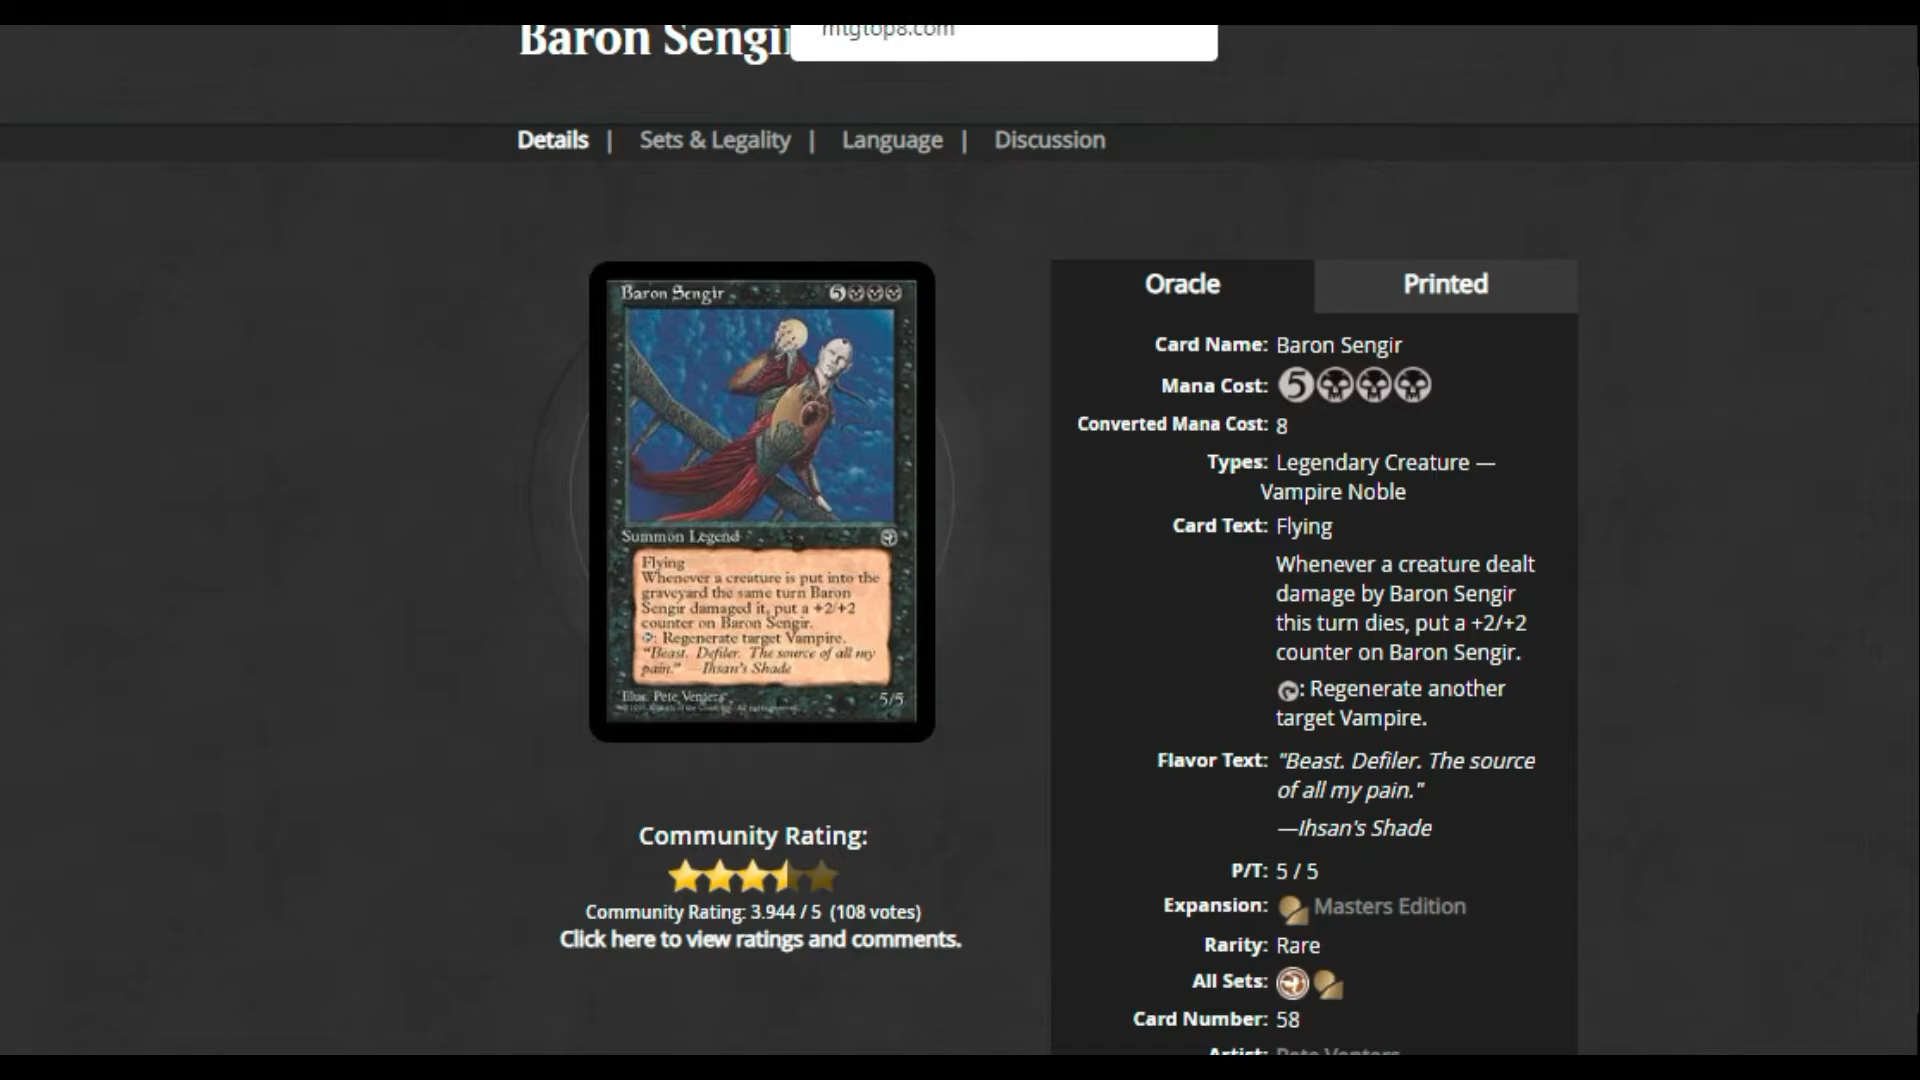 Baron Sengir
mtgtop8.com
Details | Sets & Legality | Language | Discussion
Baron Sengir 5
Summon Legend
Flying
Whenever a creature is put into the
graveyard the same turn Baron
Sengir damaged it, put a +2/+2
counter on Baron Sengir.
: Regenerate target Vampire.
"Beast. Defiler. The source of all my
pain." —Ihsan's Shade
Illus. Pete Venters
5/5
Community Rating:
Community Rating: 3.944 / 5 (108 votes)
Click here to view ratings and comments.
Oracle Printed
Card Name: Baron Sengir
Mana Cost: 5
Converted Mana Cost: 8
Types: Legendary Creature —
Vampire Noble
Card Text: Flying
Whenever a creature dealt
damage by Baron Sengir
this turn dies, put a +2/+2
counter on Baron Sengir.
: Regenerate another
target Vampire.
Flavor Text: "Beast. Defiler. The source
of all my pain."
—Ihsan's Shade
P/T: 5 / 5
Expansion: Masters Edition
Rarity: Rare
All Sets:
Card Number: 58
Artist: Pete Venters